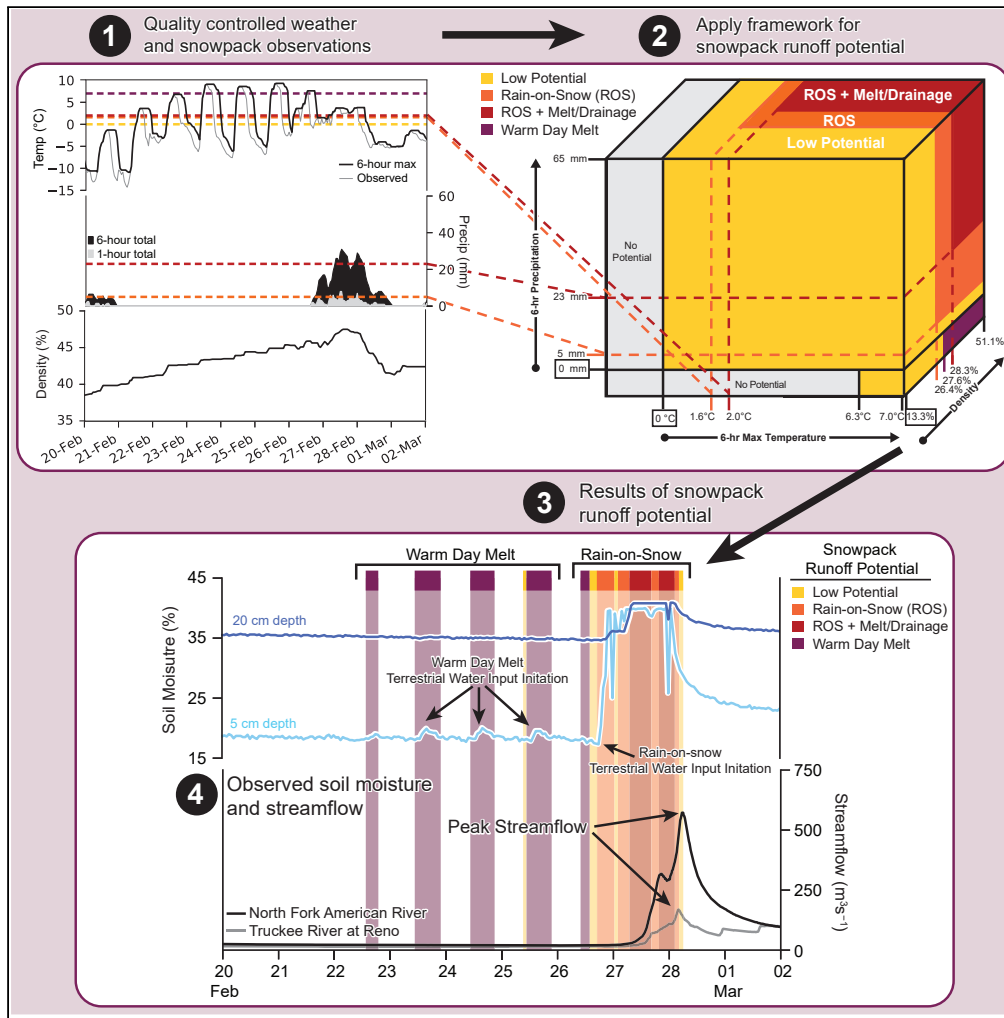 1
Quality controlled weather
and snowpack observations
2
Apply framework for
snowpack runoff potential
10
5
0
−5
−10
−15
Temp (°C)
6-hour max
Observed
60
40
20
0
Precip (mm)
6-hour total
1-hour total
50
45
40
35
Density (%)
20-Feb
21-Feb
22-Feb
23-Feb
24-Feb
25-Feb
26-Feb
27-Feb
28-Feb
01-Mar
02-Mar
Low Potential
Rain-on-Snow (ROS)
ROS + Melt/Drainage
Warm Day Melt
ROS + Melt/Drainage
ROS
Low Potential
65 mm
6-hr Precipitation
No
Potential
23 mm
5 mm
0 mm
No Potential
0 °C
1.6°C
2.0°C
6.3°C
7.0°C
13.3%
26.4%
27.6%
28.3%
51.1%
Density
6-hr Max Temperature
3
Results of snowpack
runoff potential
Warm Day Melt
Rain-on-Snow
Snowpack
Runoff Potential
Low Potential
Rain-on-Snow (ROS)
ROS + Melt/Drainage
Warm Day Melt
45
35
25
15
Soil Moisutre (%)
20 cm depth
Warm Day Melt
Terrestrial Water Input Initation
5 cm depth
Rain-on-snow
Terrestrial Water Input Initation
4
Observed soil moisture
and streamflow
Peak Streamflow
750
500
250
0
Streamflow (m³s⁻¹)
North Fork American River
Truckee River at Reno
20
21
22
23
24
25
26
27
28
01
02
Feb
Mar